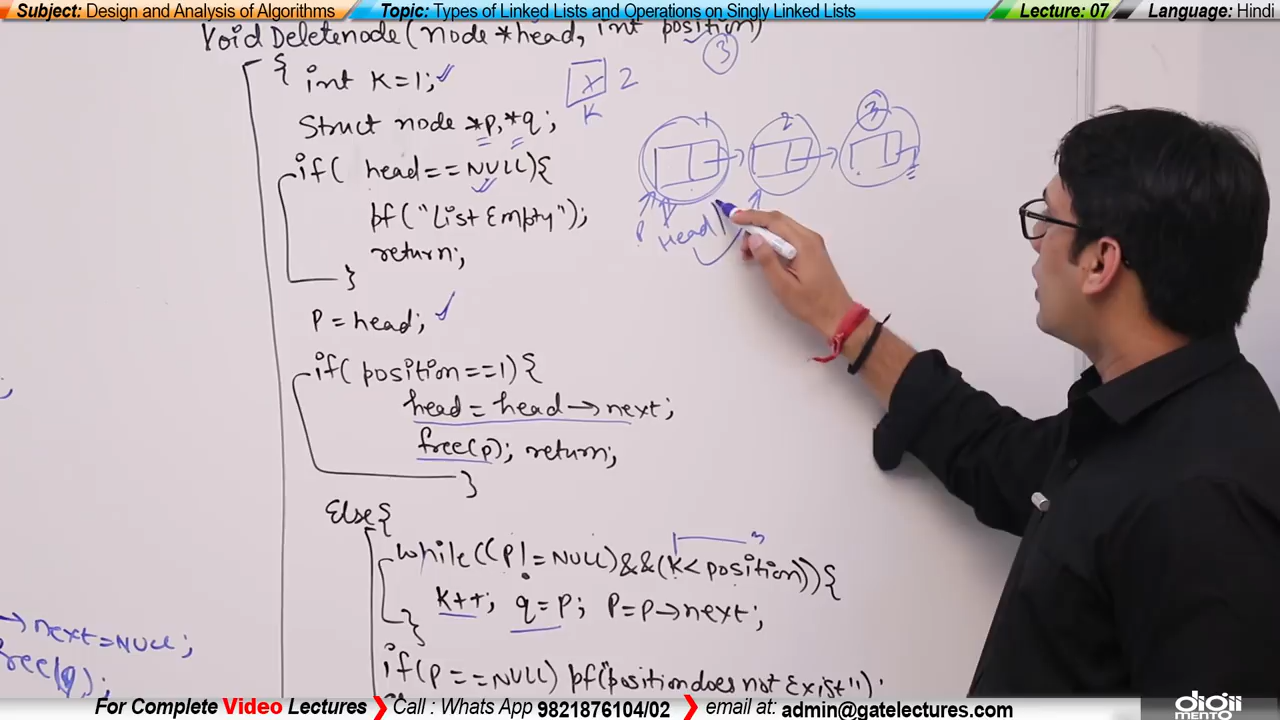 Subject: Design and Analysis of Algorithms
Topic: Types of Linked Lists and Operations on Singly Linked Lists
Lecture: 07
Language: Hindi
Void Deletenode(node *head, int position)
3
{
int K=1;
X 2
K
Struct node *p,*q;
1 2 3
if( head==NULL){
pf("List Empty");
return;
}
P
Head
P=head;
if( position==1){
head=head→next;
free(p); return;
}
Else{
3
while((p!=NULL)&&(K<position)){
K++; q=p; P=P→next;
}
if(P==NULL) pf("position does not Exist")
;
→next=NULL;
free(q);
For Complete Video Lectures
Call : Whats App 9821876104/02
email at: admin@gatelectures.com
digii